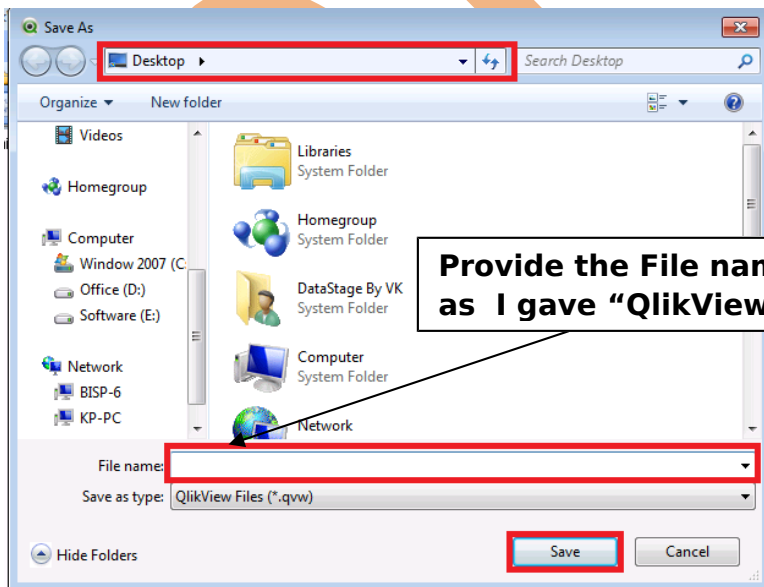 Save As
Desktop
Search Desktop
Organize
New folder
Videos
Homegroup
Computer
Window 2007 (C:
Office (D:)
Software (E:)
Network
BISP-6
KP-PC
Libraries
System Folder
Homegroup
System Folder
DataStage By VK
System Folder
Computer
System Folder
Network
Provide the File nam
as I gave “QlikView
File name:
Save as type: QlikView Files (*.qvw)
Hide Folders
Save
Cancel